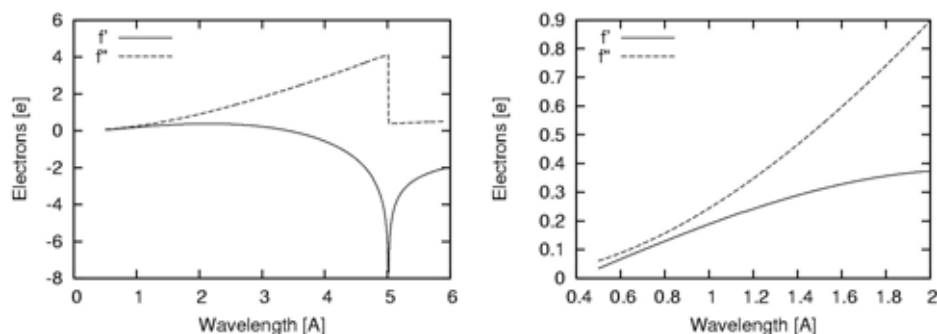 6
4
2
0
-2
-4
-6
-8
Electrons [e]
f'
f"
0 1 2 3 4 5 6
Wavelength [A]
0.9
0.8
0.7
0.6
0.5
0.4
0.3
0.2
0.1
0
Electrons [e]
f'
f"
0.4 0.6 0.8 1 1.2 1.4 1.6 1.8 2
Wavelength [A]